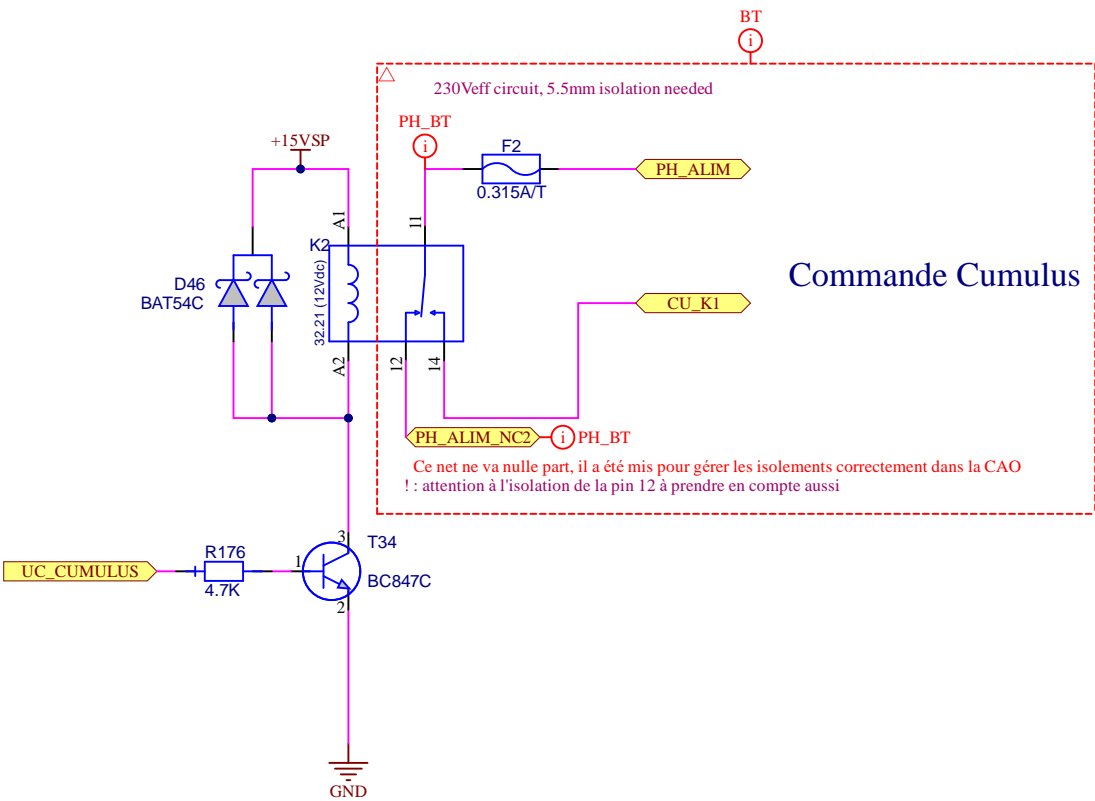 BT
i
230Veff circuit, 5.5mm isolation needed
PH_BT
i
+15VSP
F2
0.315A/T
PH_ALIM
A1
11
K2
32.21 (12Vdc)
D46
BAT54C
Commande Cumulus
CU_K1
A2
12
14
PH_ALIM_NC2
i
PH_BT
Ce net ne va nulle part, il a été mis pour gérer les isolements correctement dans la CAO
! : attention à l'isolation de la pin 12 à prendre en compte aussi
3
T34
UC_CUMULUS
R176
4.7K
1
BC847C
2
GND